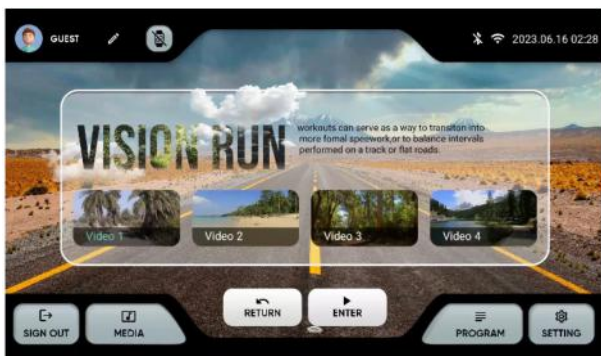 GUEST
2023.06.16 02:28
VISION RUN
workouts can serve as a way to transiton into
more fomal speework,or to balance intervals
performed on a track or flat roads.
Video 1
Video 2
Video 3
Video 4
RETURN
ENTER
SIGN OUT
MEDIA
PROGRAM
SETTING